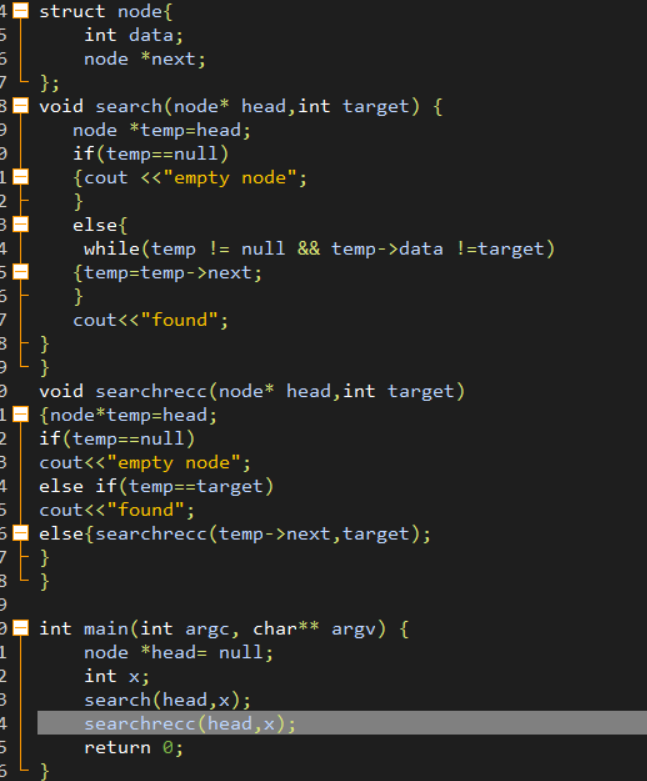 4 struct node{
5 int data;
6 node *next;
7 };
8 void search(node* head,int target) {
9 node *temp=head;
0 if(temp==null)
1 {cout <<"empty node";
2 }
3 else{
4 while(temp != null && temp->data !=target)
5 {temp=temp->next;
6 }
7 cout<<"found";
8 }
9 }
0 void searchrecc(node* head,int target)
1 {node*temp=head;
2 if(temp==null)
3 cout<<"empty node";
4 else if(temp==target)
5 cout<<"found";
6 else{searchrecc(temp->next,target);
7 }
8 }
9
0 int main(int argc, char** argv) {
1 node *head= null;
2 int x;
3 search(head,x);
4 searchrecc(head,x);
5 return 0;
6 }